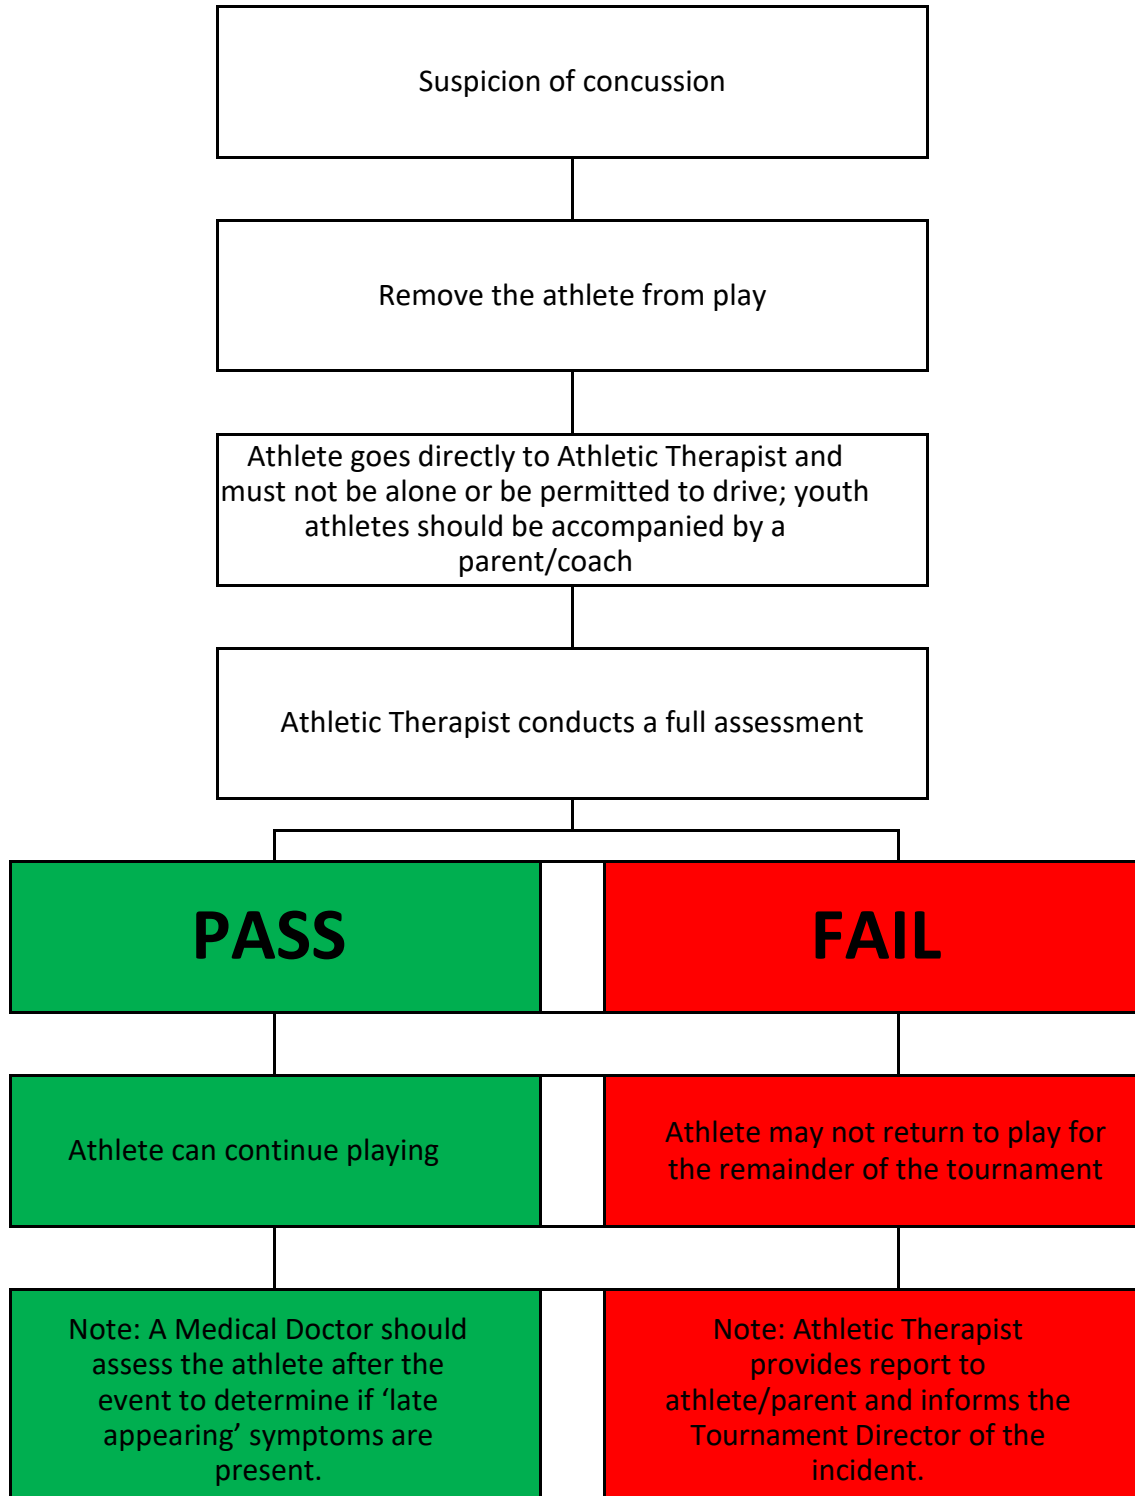 Suspicion of concussion
Remove the athlete from play
Athlete goes directly to Athletic Therapist and
must not be alone or be permitted to drive; youth
athletes should be accompanied by a
parent/coach
Athletic Therapist conducts a full assessment
PASS
FAIL
Athlete can continue playing
Athlete may not return to play for
the remainder of the tournament
Note: A Medical Doctor should
assess the athlete after the
event to determine if ‘late
appearing’ symptoms are
present.
Note: Athletic Therapist
provides report to
athlete/parent and informs the
Tournament Director of the
incident.